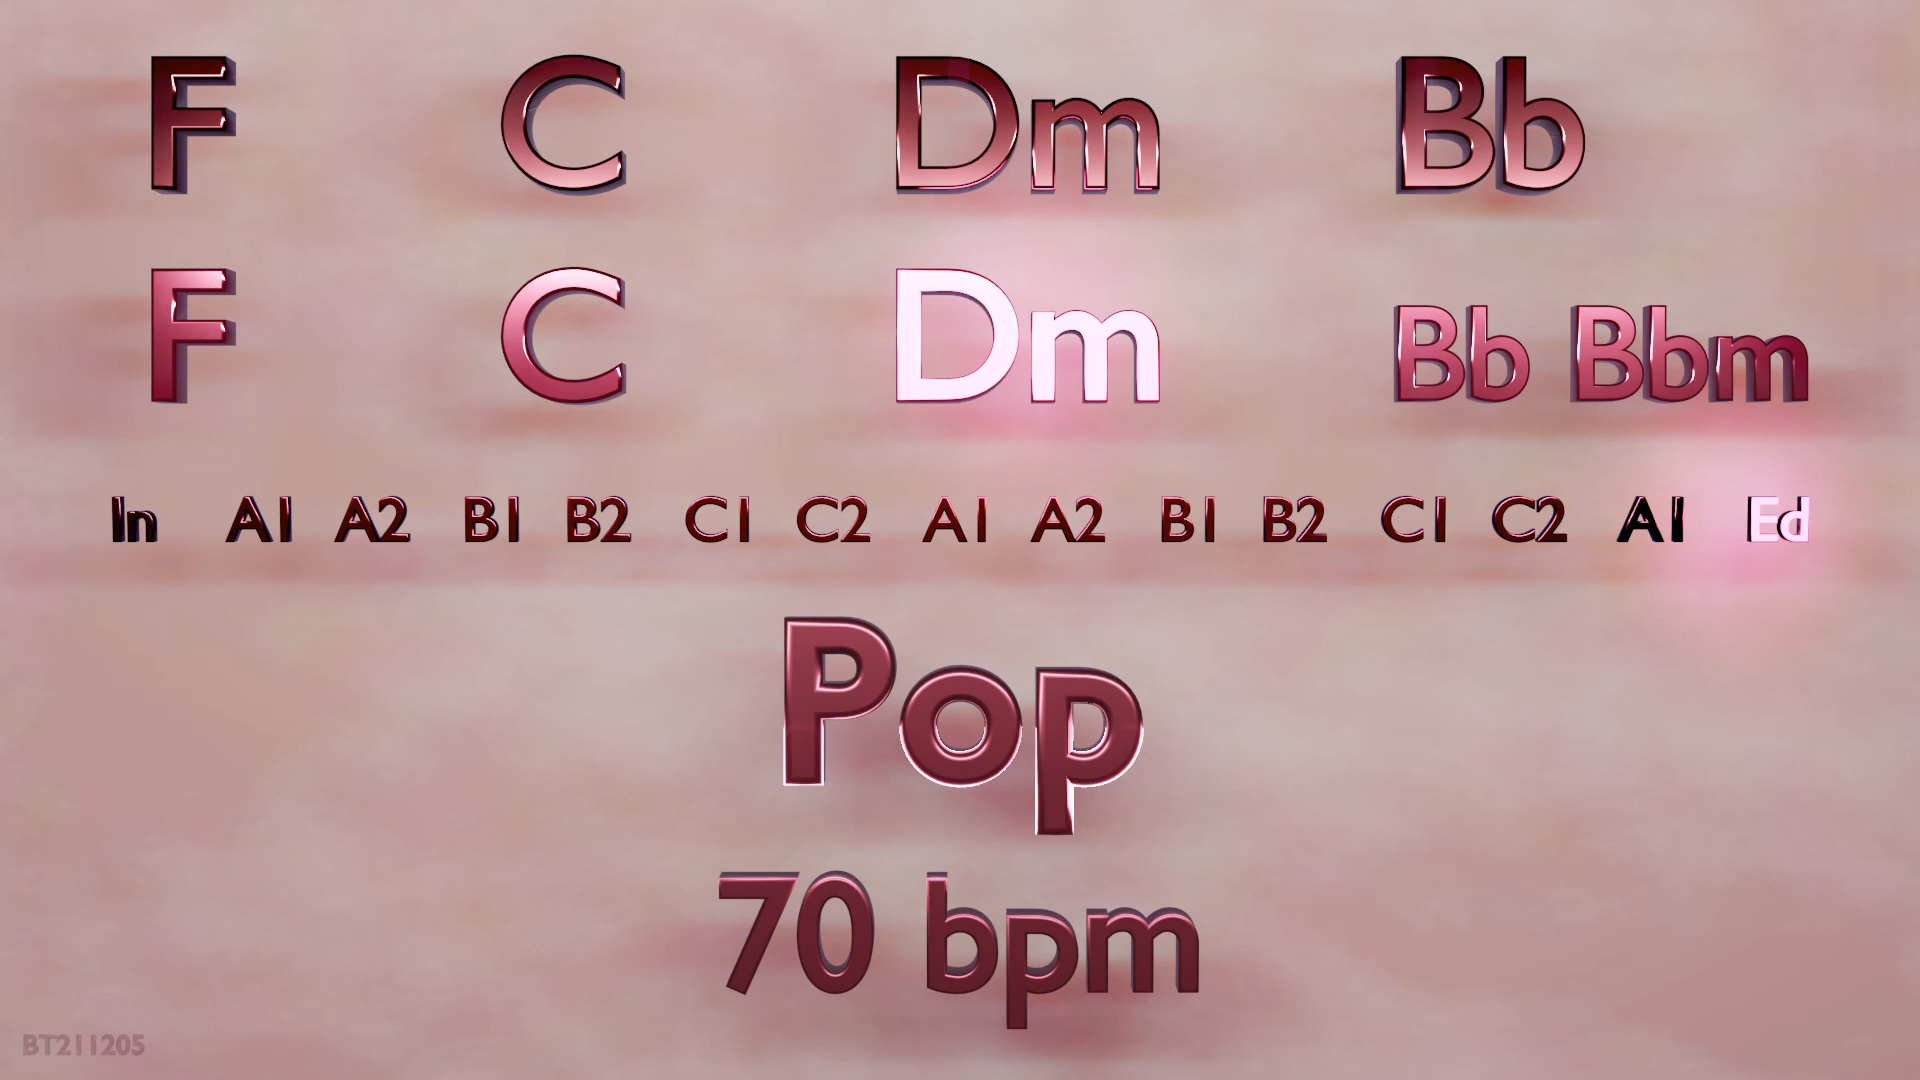 F C Dm Bb
F C Dm Bb Bbm
In A1 A2 B1 B2 C1 C2 A1 A2 B1 B2 C1 C2 A1 Ed
Pop
70 bpm
BT211205